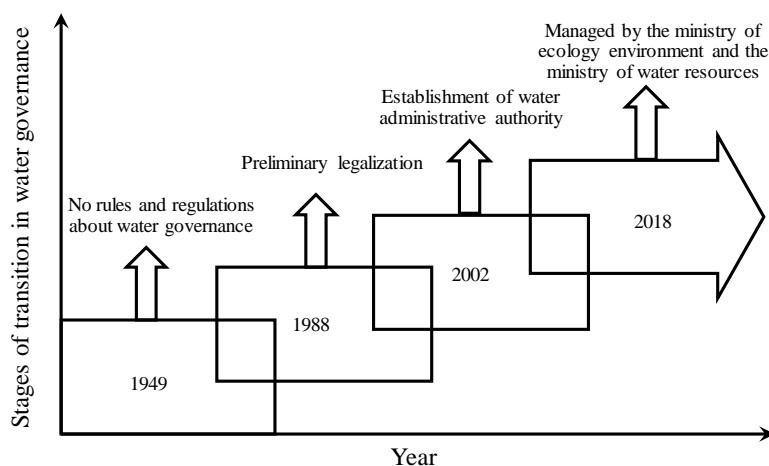 Managed by the ministry of
ecology environment and the
ministry of water resources
Establishment of water
administrative authority
Preliminary legalization
No rules and regulations
about water governance
2018
2002
1988
1949
Stages of transition in water governance
Year